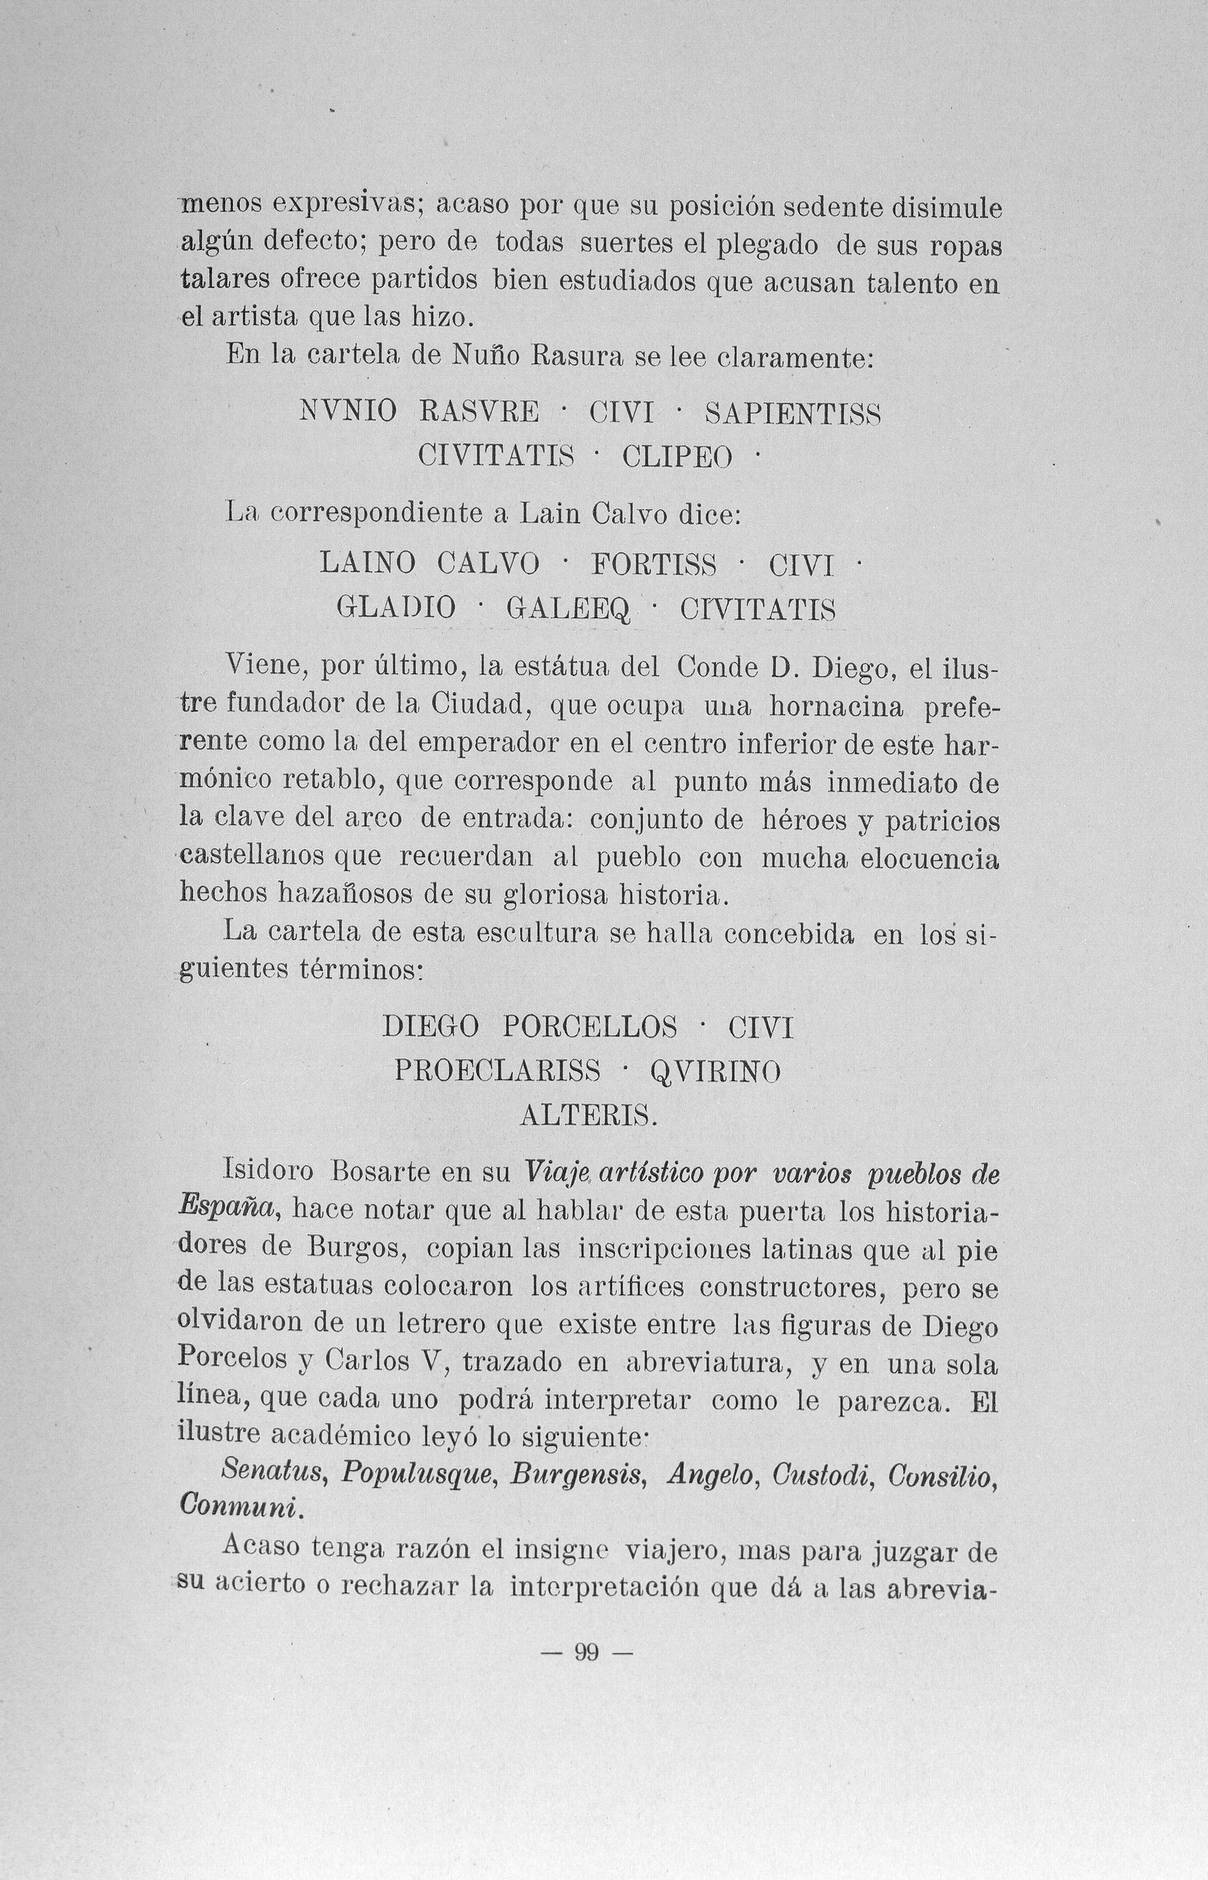 menos expresivas; acaso por que su posición sedente disimule
algún defecto; pero de todas suertes el plegado de sus ropas
talares ofrece partidos bien estudiados que acusan talento en
el artista que las hizo.
En la cartela de Nuño Rasura se lee claramente:
NVNIO RASVRE · CIVI · SAPIENTISS
CIVITATIS · CLIPEO ·
La correspondiente a Lain Calvo dice:
LAINO CALVO · FORTISS · CIVI ·
GLADIO · GALEEQ · CIVITATIS
Viene, por último, la estátua del Conde D. Diego, el ilus-
tre fundador de la Ciudad, que ocupa una hornacina prefe-
rente como la del emperador en el centro inferior de este har-
mónico retablo, que corresponde al punto más inmediato de
la clave del arco de entrada: conjunto de héroes y patricios
castellanos que recuerdan al pueblo con mucha elocuencia
hechos hazañosos de su gloriosa historia.
La cartela de esta escultura se halla concebida en los si-
guientes términos:
DIEGO PORCELLOS · CIVI
PROECLARISS · QVIRINO
ALTERIS.
Isidoro Bosarte en su Viaje artístico por varios pueblos de
España, hace notar que al hablar de esta puerta los historia-
dores de Burgos, copian las inscripciones latinas que al pie
de las estatuas colocaron los artífices constructores, pero se
olvidaron de un letrero que existe entre las figuras de Diego
Porcelos y Carlos V, trazado en abreviatura, y en una sola
línea, que cada uno podrá interpretar como le parezca. El
ilustre académico leyó lo siguiente:
Senatus, Populusque, Burgensis, Angelo, Custodi, Consilio,
Conmuni.
Acaso tenga razón el insigne viajero, mas para juzgar de
su acierto o rechazar la interpretación que dá a las abrevia-
— 99 —